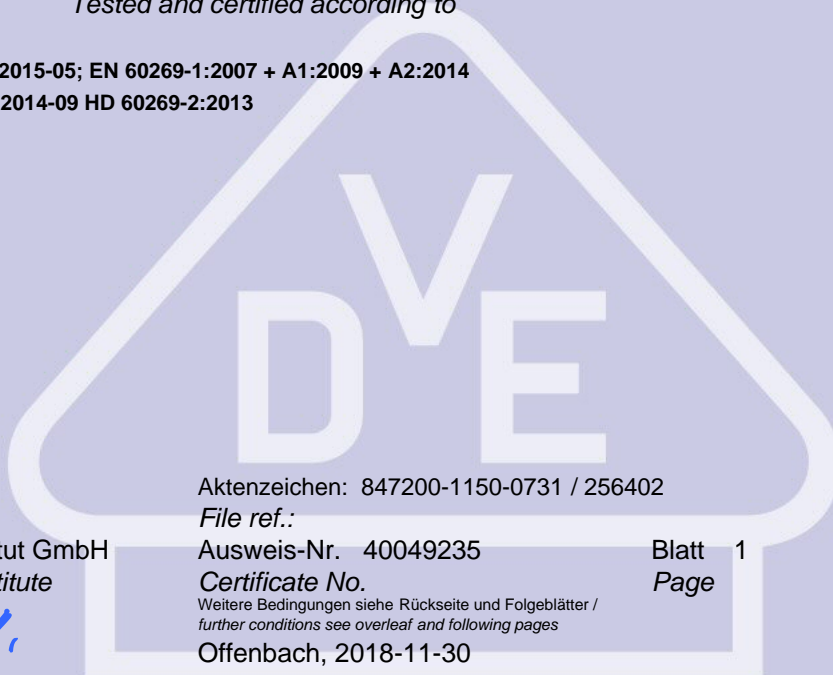 Tested and certified according to
2015-05; EN 60269-1:2007 + A1:2009 + A2:2014
2014-09 HD 60269-2:2013
VDE
Aktenzeichen: 847200-1150-0731 / 256402
File ref.:
tut GmbH Ausweis-Nr. 40049235 Blatt 1
titute Certificate No. Page
Weitere Bedingungen siehe Rückseite und Folgeblätter /
further conditions see overleaf and following pages
Offenbach, 2018-11-30